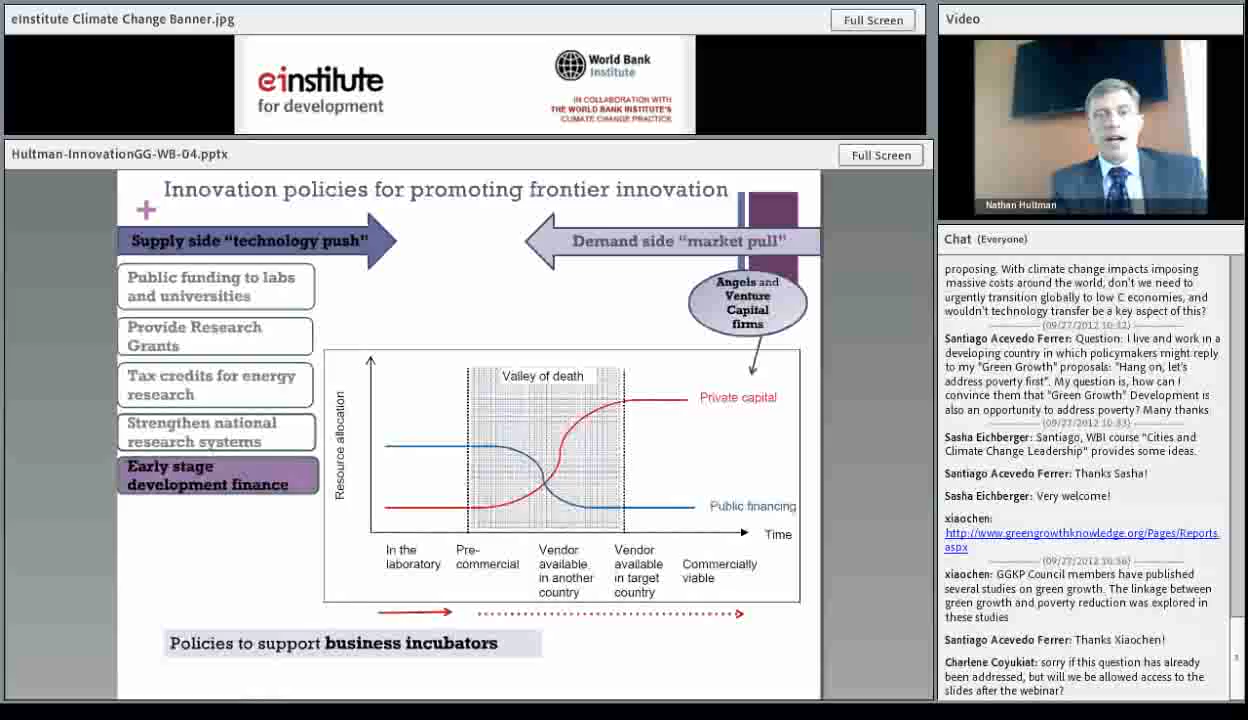 eInstitute Climate Change Banner.jpg
Full Screen
einstitute
for development
World Bank
Institute
IN COLLABORATION WITH
THE WORLD BANK INSTITUTE'S
CLIMATE CHANGE PRACTICE
Hultman-InnovationGG-WB-04.pptx
Full Screen
Innovation policies for promoting frontier innovation
+
Supply side “technology push”
Demand side “market pull”
Public funding to labs
and universities
Provide Research
Grants
Tax credits for energy
research
Strengthen national
research systems
Early stage
development finance
Angels and
Venture
Capital
firms
Valley of death
Private capital
Resource allocation
Public financing
Time
In the
laboratory
Pre-
commercial
Vendor
available
in another
country
Vendor
available
in target
country
Commercially
viable
Policies to support business incubators
Video
Nathan Hultman
Chat (Everyone)
proposing. With climate change impacts imposing
massive costs around the world, don't we need to
urgently transition globally to low C economies, and
wouldn't technology transfer be a key aspect of this?
(09/27/2012 10:32)
Santiago Acevedo Ferrer: Question: I live and work in a
developing country in which policymakers might reply
to my "Green Growth" proposals: "Hang on, let's
address poverty first". My question is, how can I
convince them that "Green Growth" Development is
also an opportunity to address poverty? Many thanks
(09/27/2012 10:33)
Sasha Eichberger: Santiago, WBI course "Cities and
Climate Change Leadership" provides some ideas.
Santiago Acevedo Ferrer: Thanks Sasha!
Sasha Eichberger: Very welcome!
xiaochen:
http://www.greengrowthknowledge.org/Pages/Reports.
aspx
(09/27/2012 10:36)
xiaochen: GGKP Council members have published
several studies on green growth. The linkage between
green growth and poverty reduction was explored in
these studies
Santiago Acevedo Ferrer: Thanks Xiaochen!
Charlene Coyukiat: sorry if this question has already
been addressed, but will we be allowed access to the
slides after the webinar?